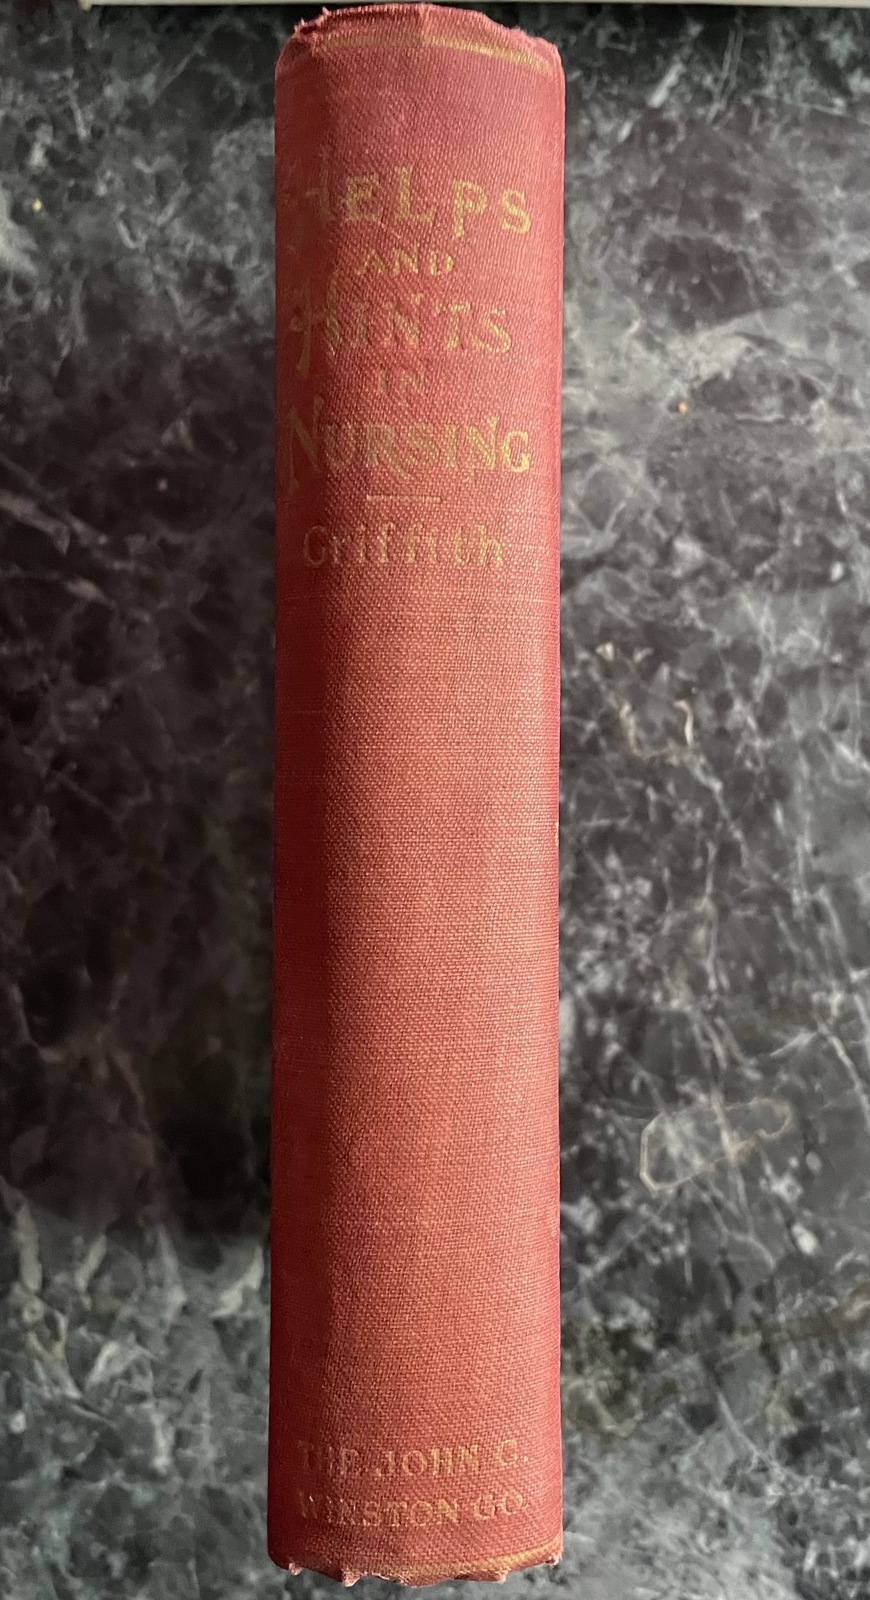 HELPS
AND
HINTS
IN
NURSING
Griffith
THE JOHN C.
WINSTON CO.